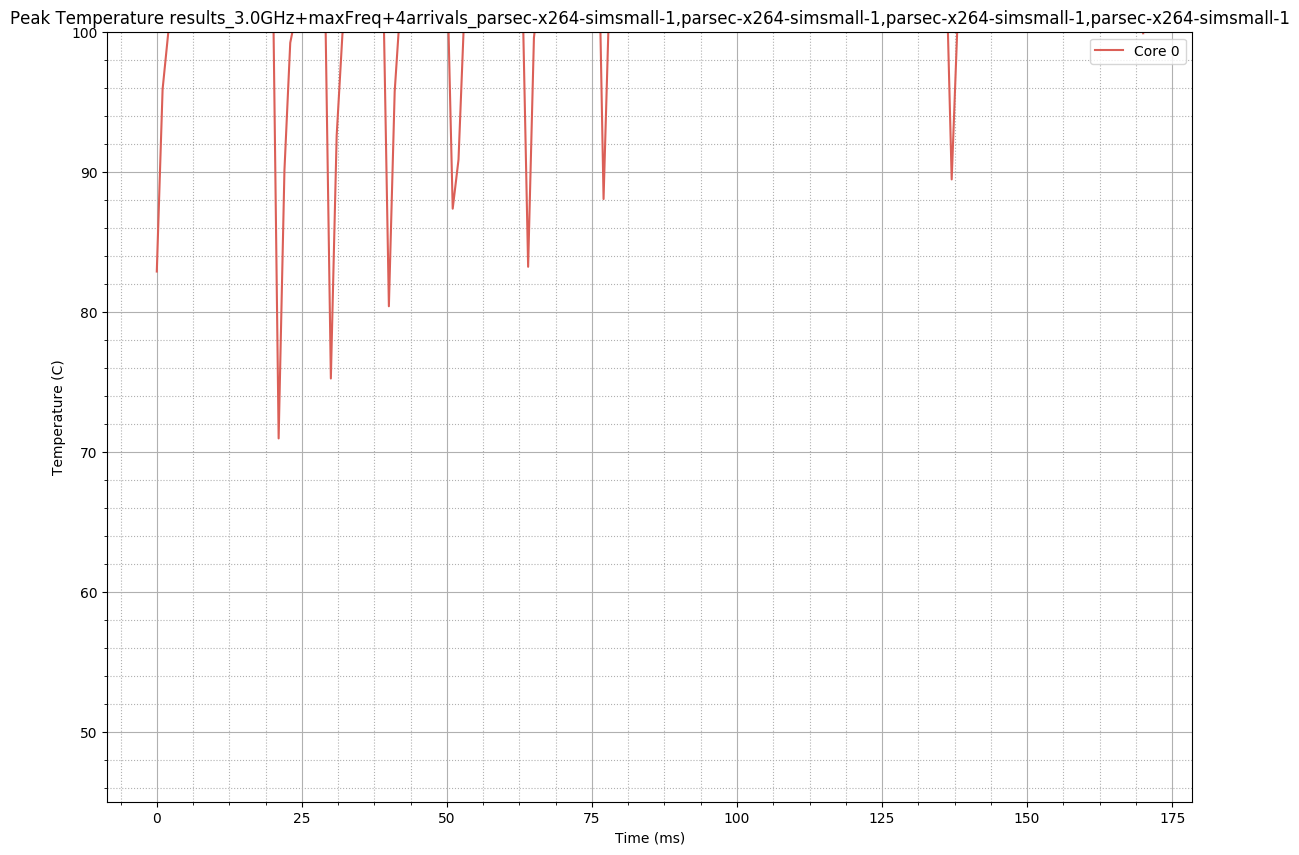 Peak Temperature results_3.0GHz+maxFreq+4arrivals_parsec-x264-simsmall-1,parsec-x264-simsmall-1,parsec-x264-simsmall-1,parsec-x264-simsmall-1
Core 0
100
90
80
70
60
50
Temperature (C)
0 25 50 75 100 125 150 175
Time (ms)